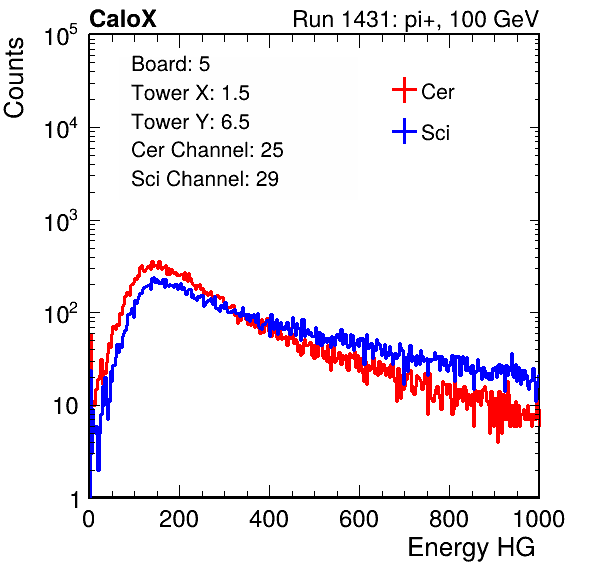 CaloX Run 1431: pi+, 100 GeV
Counts
Board: 5
Tower X: 1.5
Tower Y: 6.5
Cer Channel: 25
Sci Channel: 29
Cer
Sci
10^5
10^4
10^3
10^2
10
1
0 200 400 600 800 1000
Energy HG